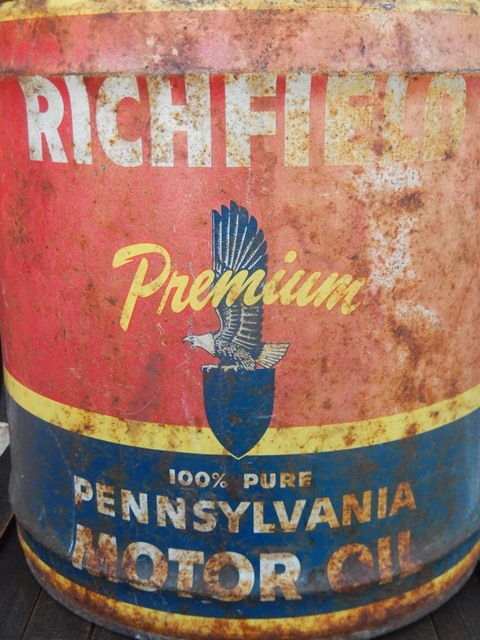 RICHFIELD
Premium
100% PURE
PENNSYLVANIA
MOTOR OIL